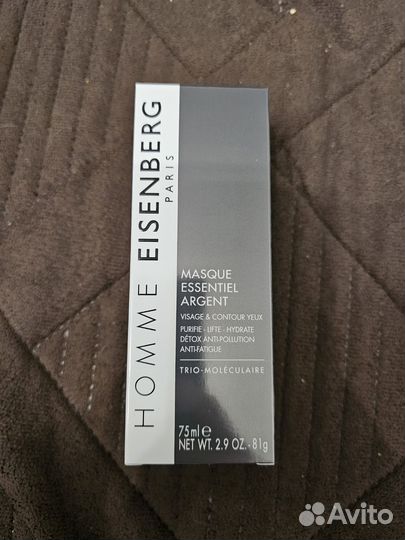 HOMME EISENBERG
PARIS
MASQUE
ESSENTIEL
ARGENT
VISAGE & CONTOUR YEUX
PURIFIE - LIFTE - HYDRATE
DÉTOX ANTI-POLLUTION
ANTI-FATIGUE
TRIO-MOLÉCULAIRE
75ml e
NET WT. 2.9 OZ. - 81g
Avito